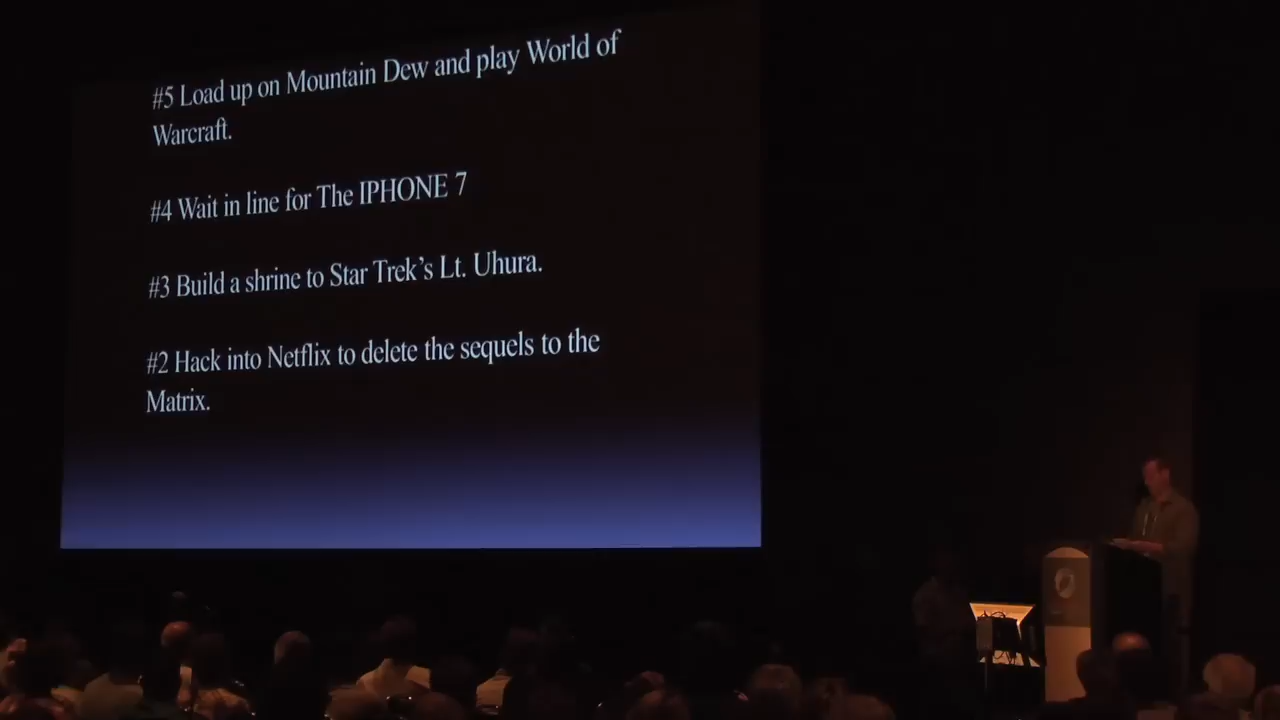 #5 Load up on Mountain Dew and play World of
Warcraft.
#4 Wait in line for The IPHONE 7
#3 Build a shrine to Star Trek’s Lt. Uhura.
#2 Hack into Netflix to delete the sequels to the
Matrix.